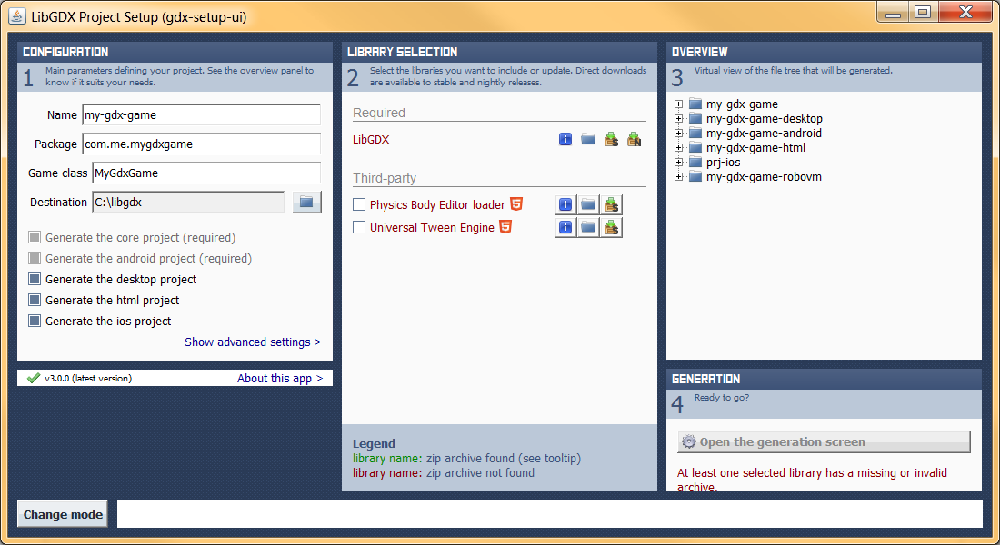 LibGDX Project Setup (gdx-setup-ui)
CONFIGURATION
1
Main parameters defining your project. See the overview panel to
know if it suits your needs.
Name
my-gdx-game
Package
com.me.mygdxgame
Game class
MyGdxGame
Destination
C:\libgdx
Generate the core project (required)
Generate the android project (required)
Generate the desktop project
Generate the html project
Generate the ios project
Show advanced settings >
v3.0.0 (latest version)
About this app >
LIBRARY SELECTION
2
Select the libraries you want to include or update. Direct downloads
are available to stable and nightly releases.
Required
LibGDX
S
N
Third-party
Physics Body Editor loader
S
Universal Tween Engine
S
Legend
library name: zip archive found (see tooltip)
library name: zip archive not found
OVERVIEW
3
Virtual view of the file tree that will be generated.
my-gdx-game
my-gdx-game-desktop
my-gdx-game-android
my-gdx-game-html
prj-ios
my-gdx-game-robovm
GENERATION
4
Ready to go?
Open the generation screen
At least one selected library has a missing or invalid
archive.
Change mode